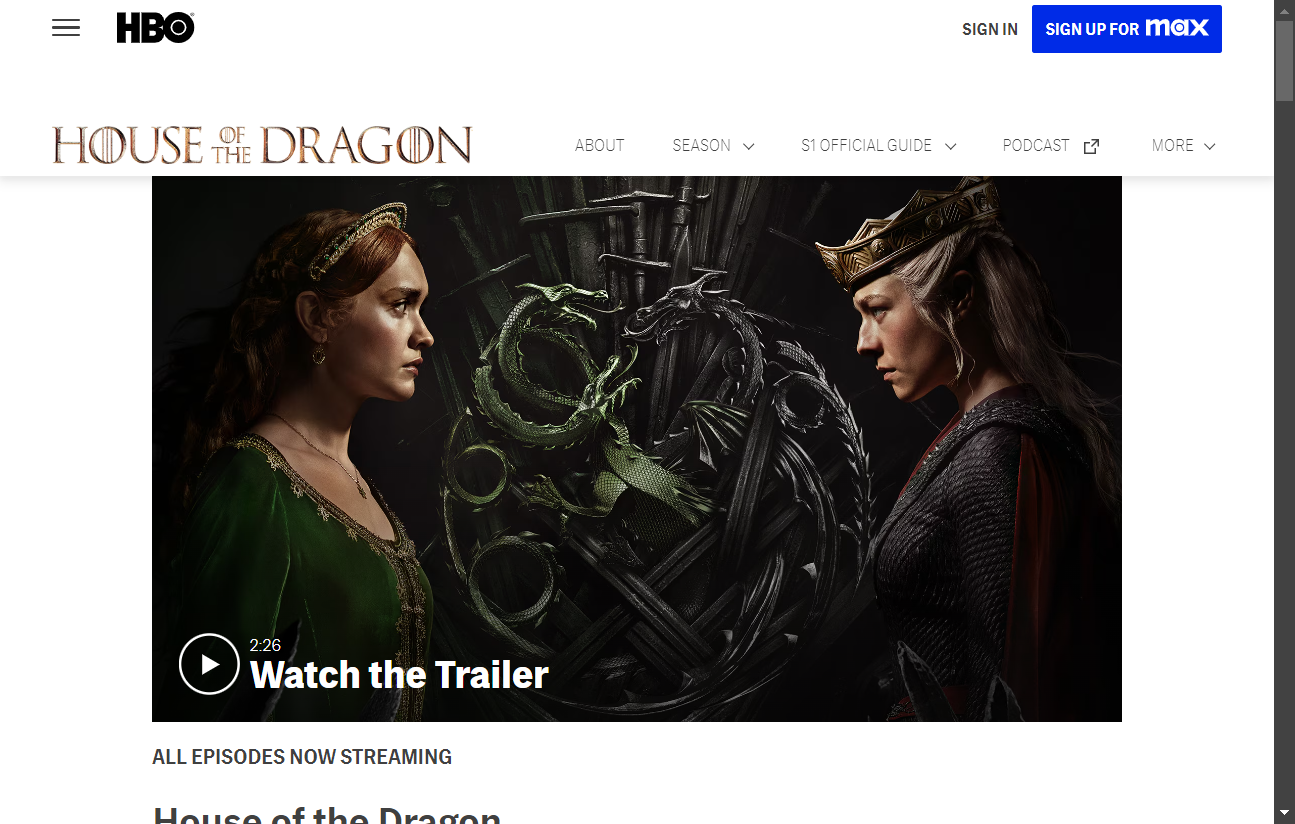 HBO
SIGN IN
SIGN UP FOR max
HOUSE OF THE DRAGON
ABOUT
SEASON
S1 OFFICIAL GUIDE
PODCAST
MORE
2:26
Watch the Trailer
ALL EPISODES NOW STREAMING
House of the Dragon